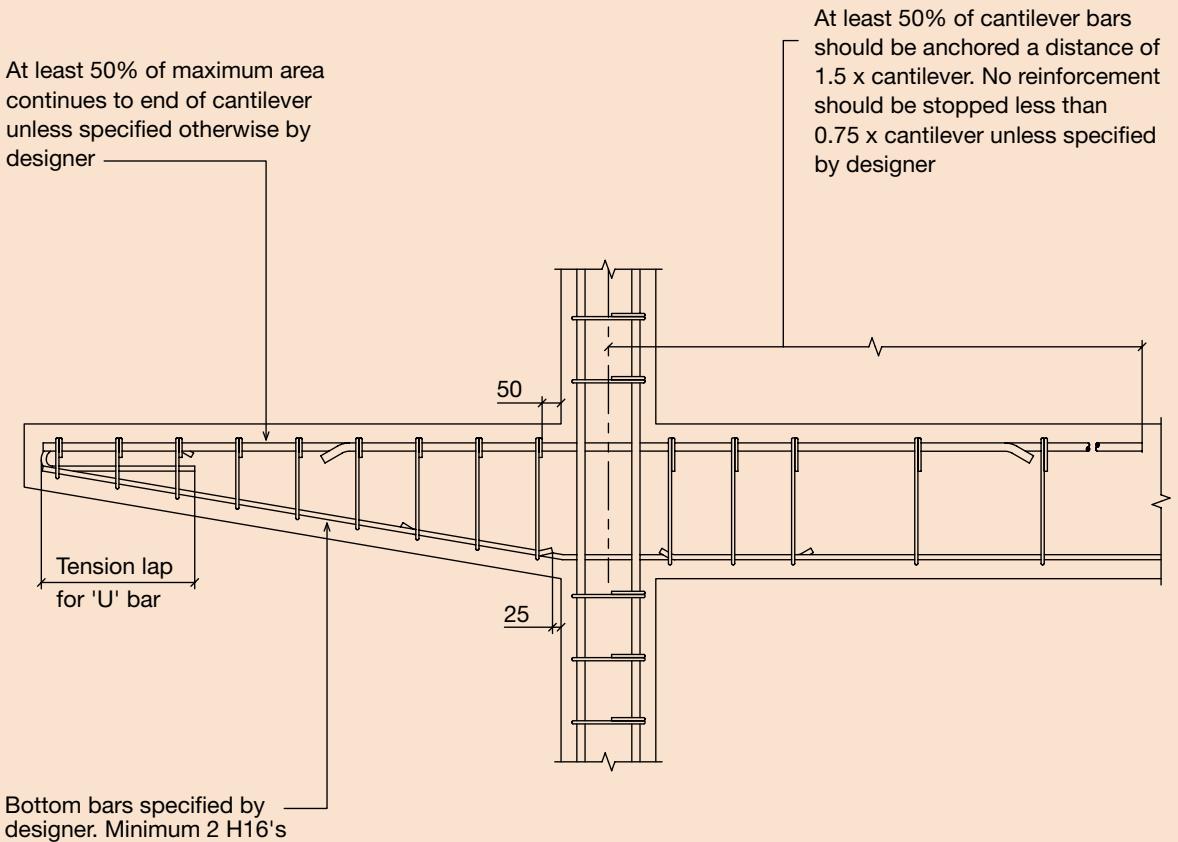 At least 50% of cantilever bars
should be anchored a distance of
1.5 x cantilever. No reinforcement
should be stopped less than
0.75 x cantilever unless specified
by designer
At least 50% of maximum area
continues to end of cantilever
unless specified otherwise by
designer
50
Tension lap
for 'U' bar
25
Bottom bars specified by
designer. Minimum 2 H16's